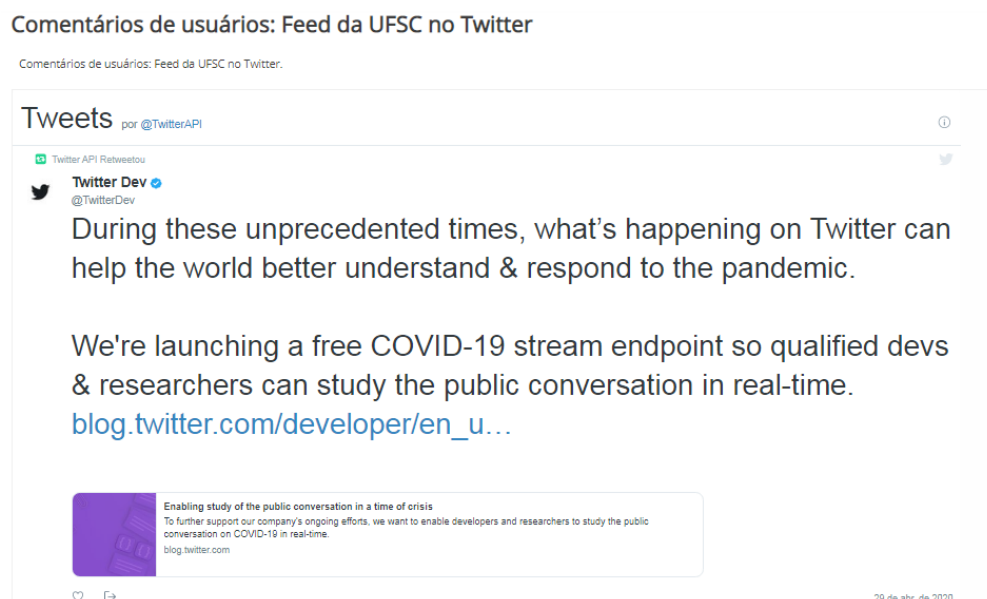 Comentários de usuários: Feed da UFSC no Twitter
Comentários de usuários: Feed da UFSC no Twitter.
Tweets por @TwitterAPI
Twitter API Retweetou
Twitter Dev
@TwitterDev
During these unprecedented times, what’s happening on Twitter can
help the world better understand & respond to the pandemic.
We're launching a free COVID-19 stream endpoint so qualified devs
& researchers can study the public conversation in real-time.
blog.twitter.com/developer/en_u…
Enabling study of the public conversation in a time of crisis
To further support our company's ongoing efforts, we want to enable developers and researchers to study the public
conversation on COVID-19 in real-time.
blog.twitter.com
29 de abr. de 2020